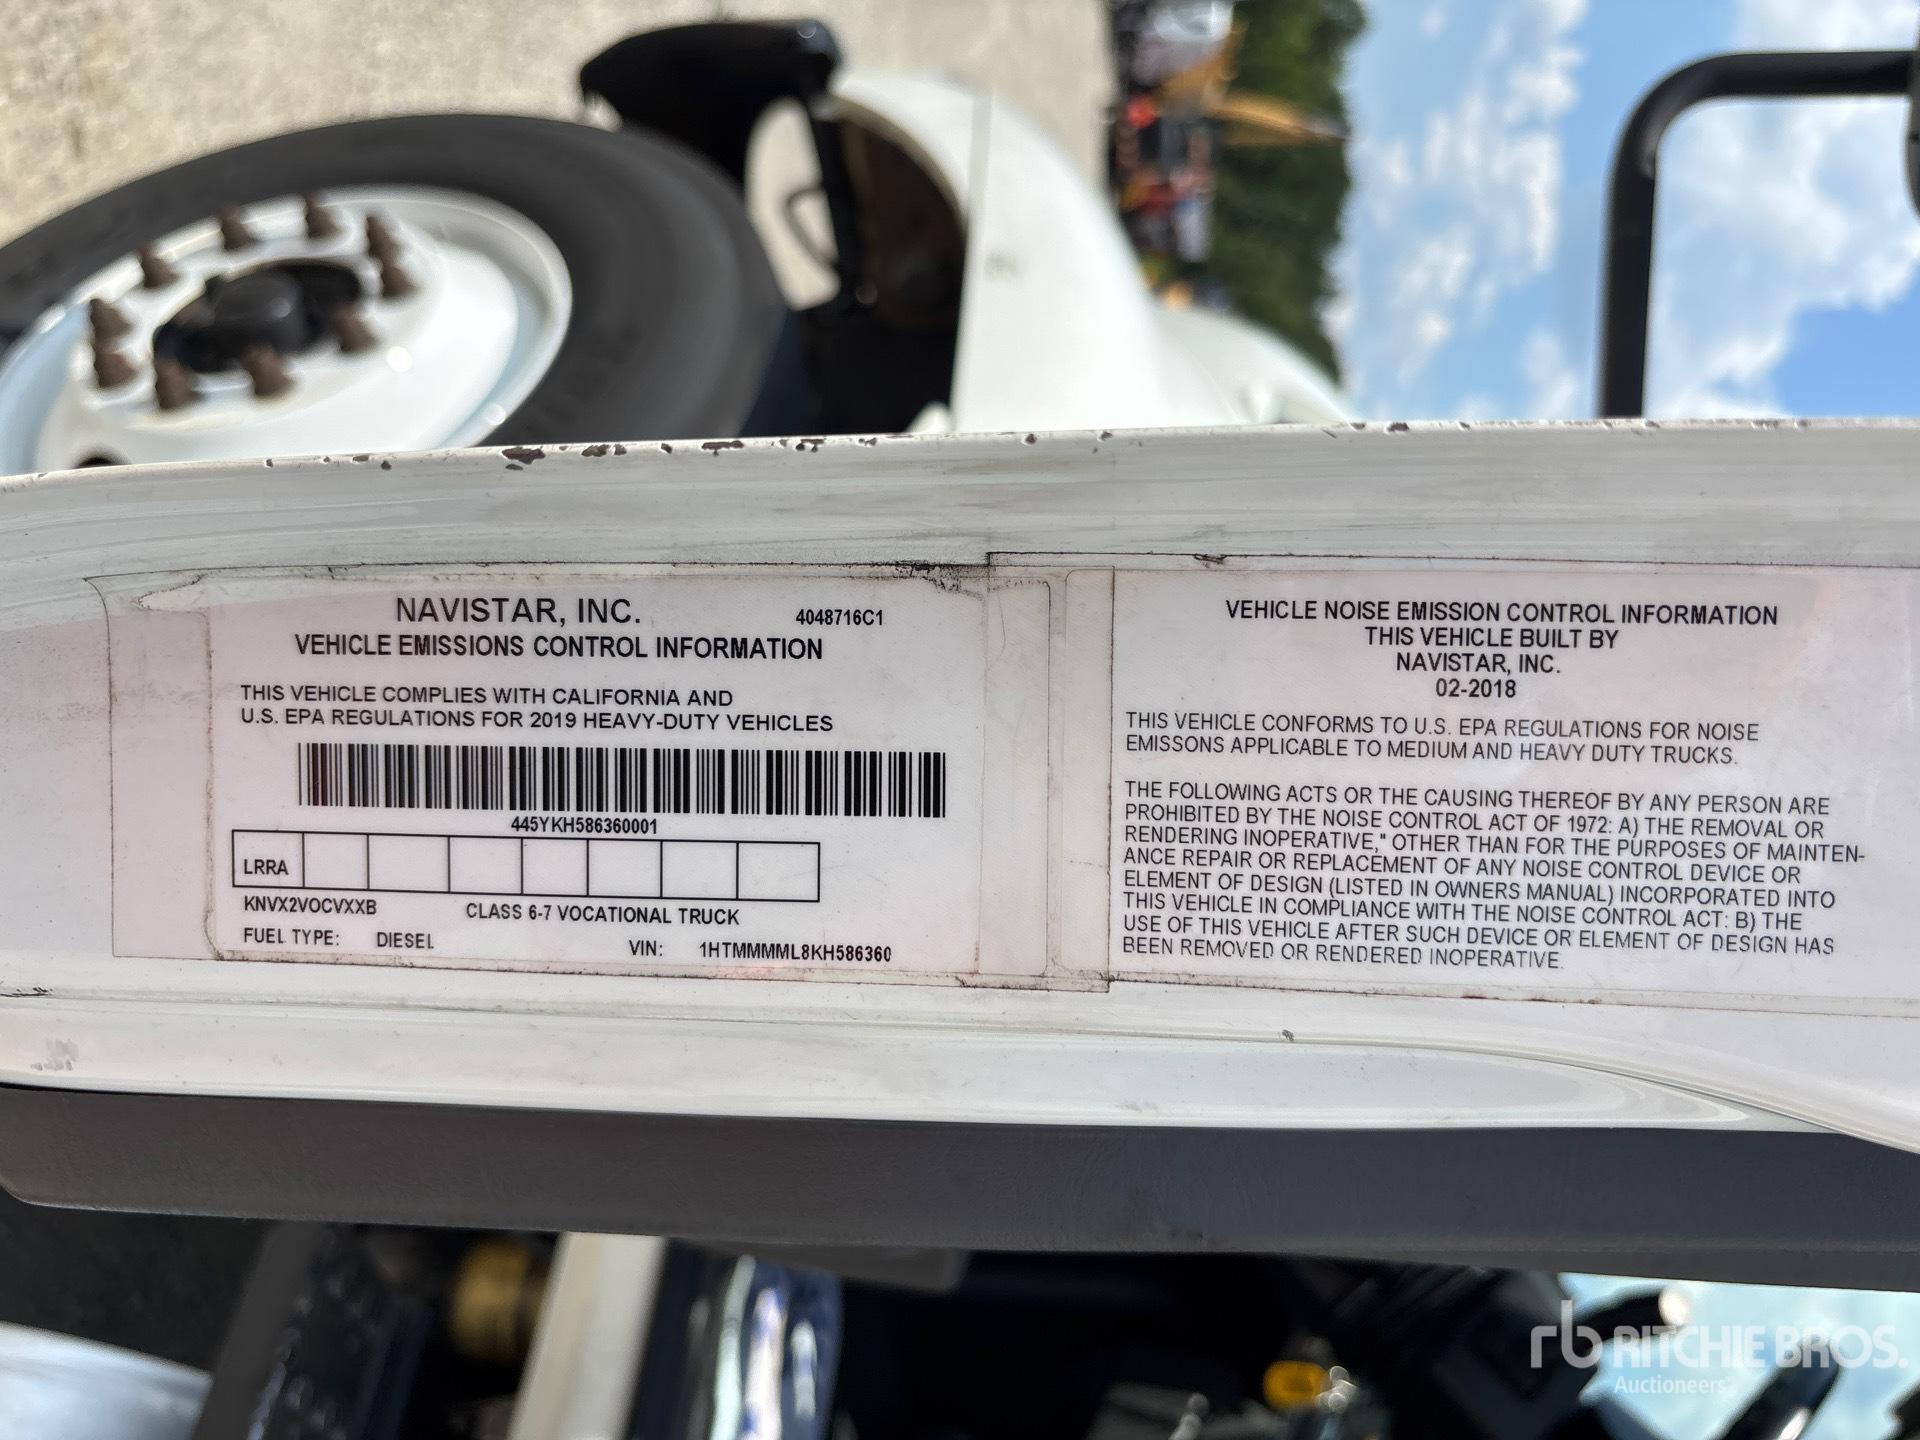 NAVISTAR, INC.
4048716C1
VEHICLE EMISSIONS CONTROL INFORMATION
THIS VEHICLE COMPLIES WITH CALIFORNIA AND
U.S. EPA REGULATIONS FOR 2019 HEAVY-DUTY VEHICLES
445YKH586360001
LRRA
KNVX2VOCVXXB
CLASS 6-7 VOCATIONAL TRUCK
FUEL TYPE: DIESEL
VIN: 1HTMMMML8KH586360
VEHICLE NOISE EMISSION CONTROL INFORMATION
THIS VEHICLE BUILT BY
NAVISTAR, INC.
02-2018
THIS VEHICLE CONFORMS TO U.S. EPA REGULATIONS FOR NOISE
EMISSONS APPLICABLE TO MEDIUM AND HEAVY DUTY TRUCKS.
THE FOLLOWING ACTS OR THE CAUSING THEREOF BY ANY PERSON ARE
PROHIBITED BY THE NOISE CONTROL ACT OF 1972: A) THE REMOVAL OR
RENDERING INOPERATIVE," OTHER THAN FOR THE PURPOSES OF MAINTEN-
ANCE REPAIR OR REPLACEMENT OF ANY NOISE CONTROL DEVICE OR
ELEMENT OF DESIGN (LISTED IN OWNERS MANUAL) INCORPORATED INTO
THIS VEHICLE IN COMPLIANCE WITH THE NOISE CONTROL ACT: B) THE
USE OF THIS VEHICLE AFTER SUCH DEVICE OR ELEMENT OF DESIGN HAS
BEEN REMOVED OR RENDERED INOPERATIVE.
rb RITCHIE BROS.
Auctioneers